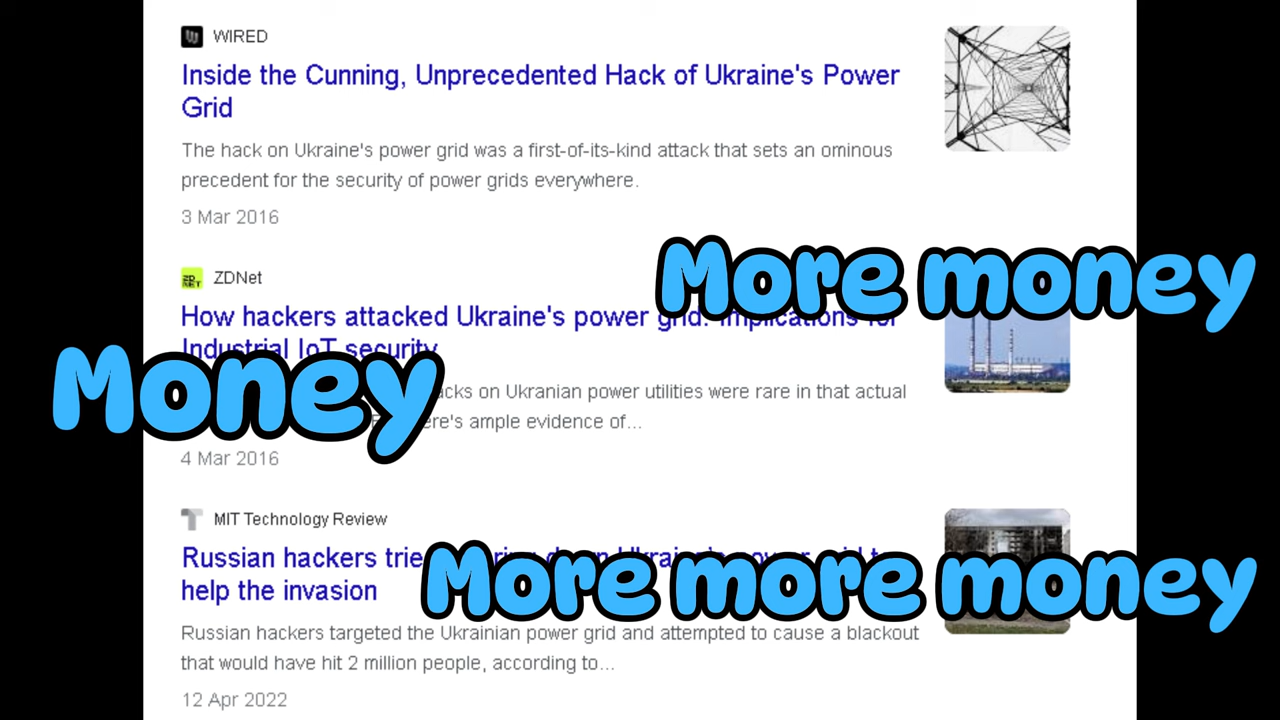 WIRED
Inside the Cunning, Unprecedented Hack of Ukraine's Power
Grid
The hack on Ukraine's power grid was a first-of-its-kind attack that sets an ominous
precedent for the security of power grids everywhere.
3 Mar 2016
More money
ZDNet
How hackers attacked Ukraine's power grid: Implications for
Industrial IoT security
Money
on Ukranian power utilities were rare in that actual
ample evidence of...
4 Mar 2016
MIT Technology Review
Russian hackers
More more money
help the invasion
Russian hackers targeted the Ukrainian power grid and attempted to cause a blackout
that would have hit 2 million people, according to...
12 Apr 2022